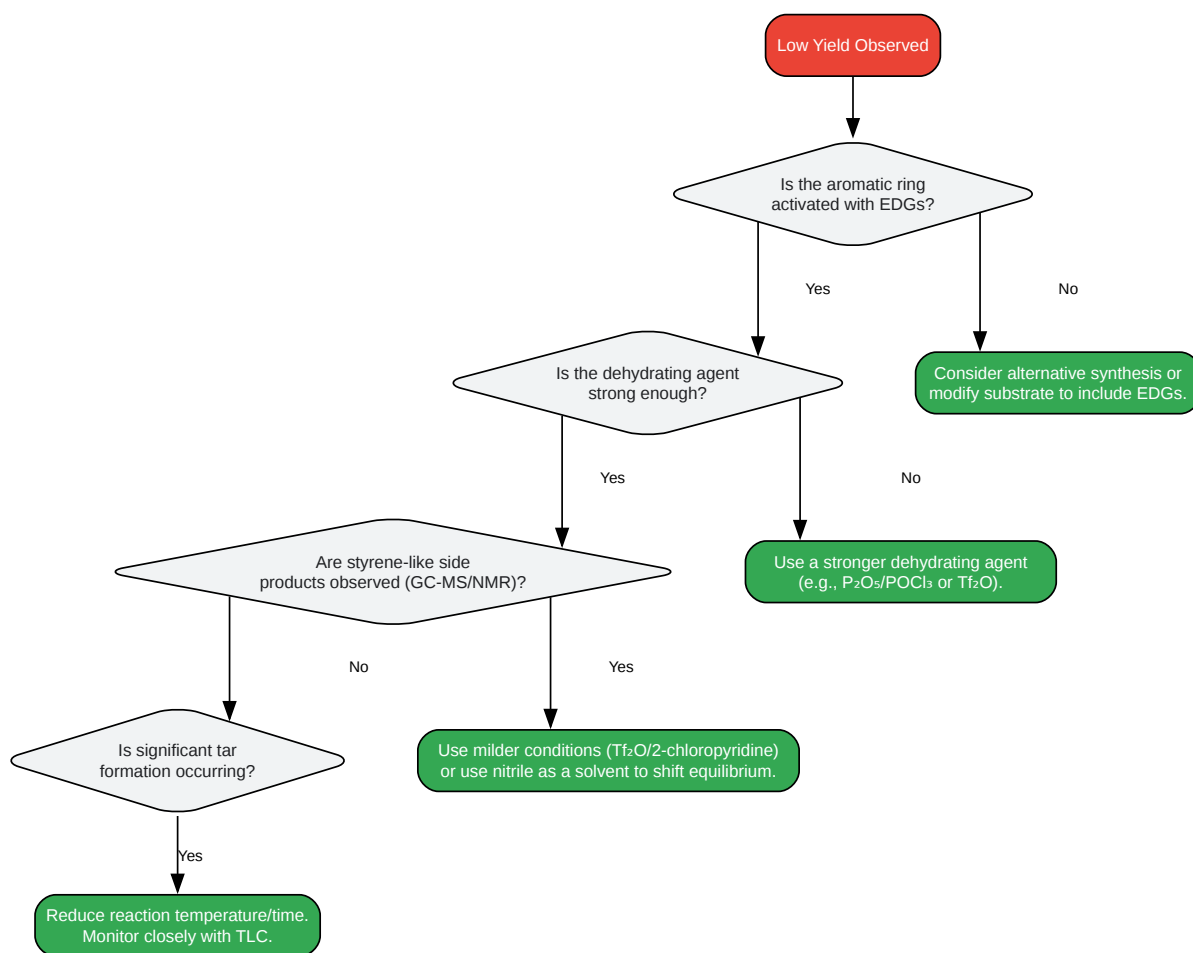 Low Yield Observed
Is the aromatic ring
activated with EDGs?
Yes
No
Is the dehydrating agent
strong enough?
Consider alternative synthesis or
modify substrate to include EDGs.
Yes
No
Are styrene-like side
products observed (GC-MS/NMR)?
Use a stronger dehydrating agent
(e.g., P₂O₅/POCl₃ or Tf₂O).
No
Yes
Is significant tar
formation occurring?
Use milder conditions (Tf₂O/2-chloropyridine)
or use nitrile as a solvent to shift equilibrium.
Yes
Reduce reaction temperature/time.
Monitor closely with TLC.